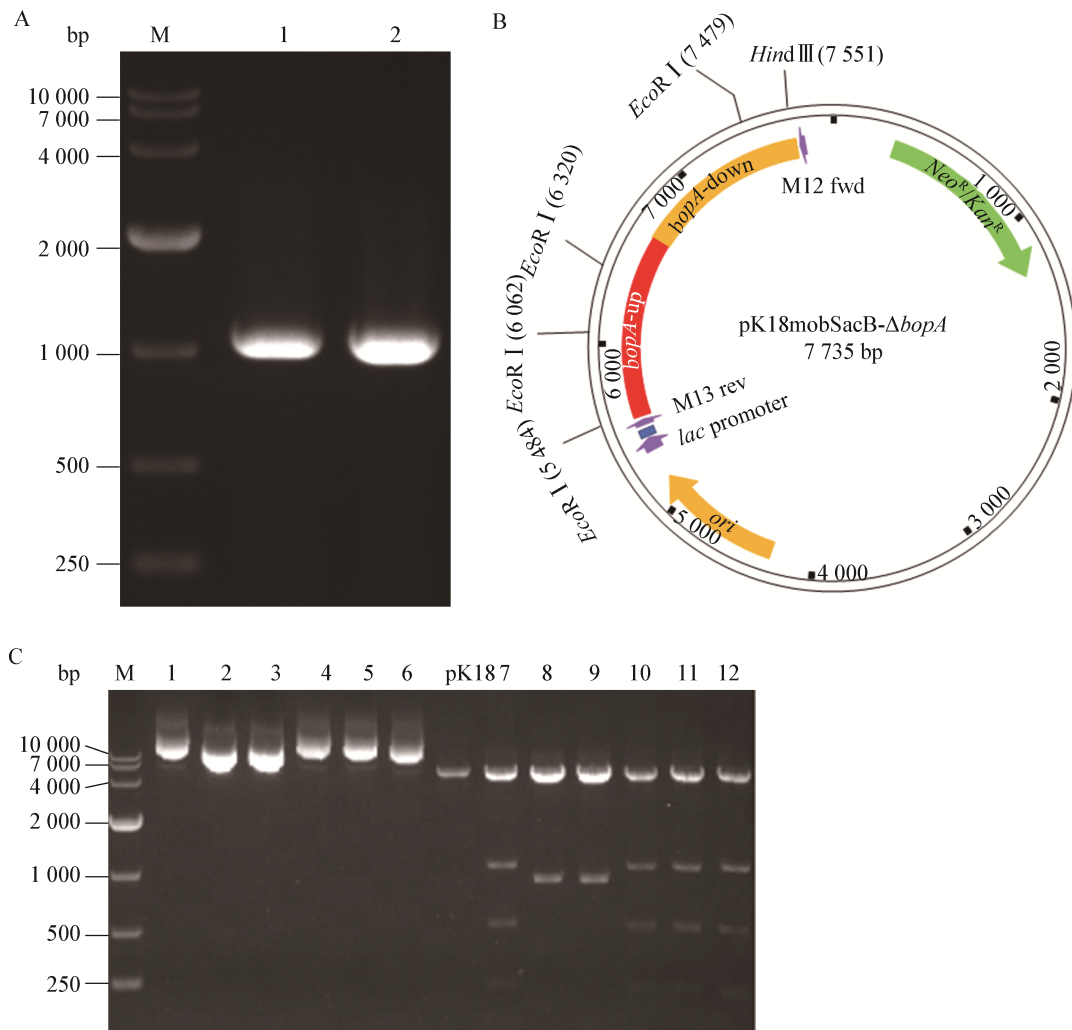 A
bp M 1 2
10 000
7 000
4 000
2 000
1 000
500
250
B
EcoR Ⅰ (7 479)
Hind Ⅲ (7 551)
EcoR Ⅰ (6 320)
EcoR Ⅰ (6 062)
EcoR Ⅰ (5 484)
bopA-down
M12 fwd
Neoᴿ/Kanᴿ
bopA-up
M13 rev
lac promoter
ori
pK18mobSacB-ΔbopA
7 735 bp
1 000
2 000
3 000
4 000
5 000
6 000
7 000
C
bp M 1 2 3 4 5 6 pK18 7 8 9 10 11 12
10 000
7 000
4 000
2 000
1 000
500
250